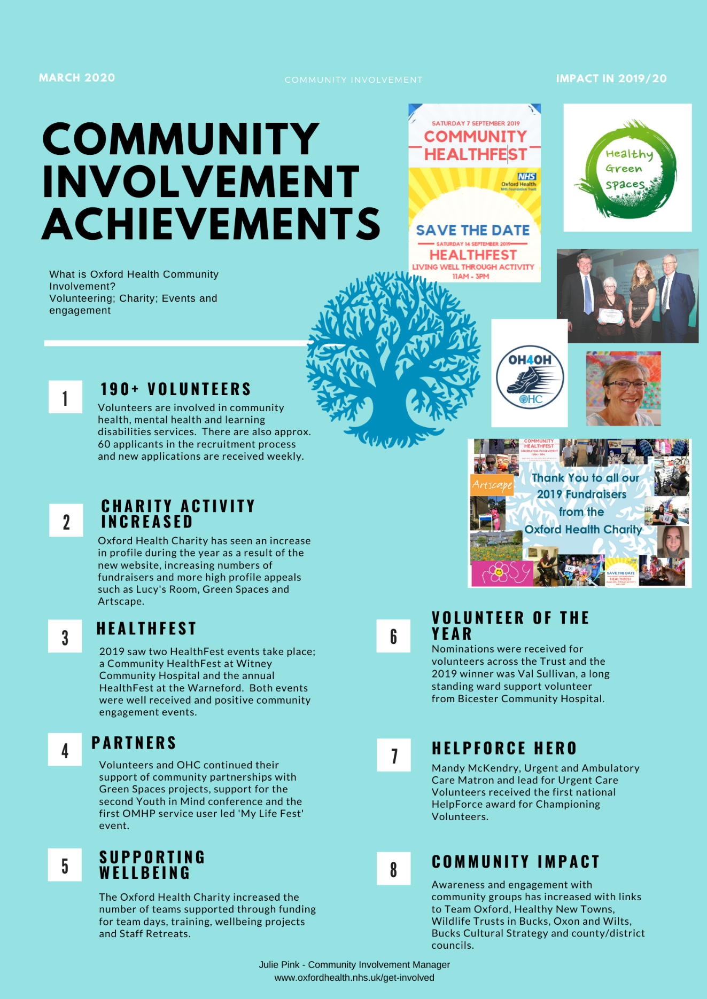 MARCH 2020
COMMUNITY INVOLVEMENT
IMPACT IN 2019/20
COMMUNITY
INVOLVEMENT
ACHIEVEMENTS
What is Oxford Health Community
Involvement?
Volunteering; Charity; Events and
engagement
SATURDAY 7 SEPTEMBER 2019
COMMUNITY
HEALTHFEST
NHS
Oxford Health
NHS Foundation Trust
SAVE THE DATE
SATURDAY 14 SEPTEMBER 2019
HEALTHFEST
LIVING WELL THROUGH ACTIVITY
11AM - 3PM
Healthy
Green
Spaces
OH4OH
OHC
COMMUNITY
HEALTHFEST
CELEBRATING INVOLVEMENT
Artscape
Thank You to all our
2019 Fundraisers
from the
Oxford Health Charity
rosy
SAVE THE DATE
HEALTHFEST
1
190+ VOLUNTEERS
Volunteers are involved in community
health, mental health and learning
disabilities services. There are also approx.
60 applicants in the recruitment process
and new applications are received weekly.
2
CHARITY ACTIVITY
INCREASED
Oxford Health Charity has seen an increase
in profile during the year as a result of the
new website, increasing numbers of
fundraisers and more high profile appeals
such as Lucy's Room, Green Spaces and
Artscape.
3
HEALTHFEST
2019 saw two HealthFest events take place;
a Community HealthFest at Witney
Community Hospital and the annual
HealthFest at the Warneford. Both events
were well received and positive community
engagement events.
4
PARTNERS
Volunteers and OHC continued their
support of community partnerships with
Green Spaces projects, support for the
second Youth in Mind conference and the
first OMHP service user led 'My Life Fest'
event.
5
SUPPORTING
WELLBEING
The Oxford Health Charity increased the
number of teams supported through funding
for team days, training, wellbeing projects
and Staff Retreats.
6
VOLUNTEER OF THE
YEAR
Nominations were received for
volunteers across the Trust and the
2019 winner was Val Sullivan, a long
standing ward support volunteer
from Bicester Community Hospital.
7
HELPFORCE HERO
Mandy McKendry, Urgent and Ambulatory
Care Matron and lead for Urgent Care
Volunteers received the first national
HelpForce award for Championing
Volunteers.
8
COMMUNITY IMPACT
Awareness and engagement with
community groups has increased with links
to Team Oxford, Healthy New Towns,
Wildlife Trusts in Bucks, Oxon and Wilts,
Bucks Cultural Strategy and county/district
councils.
Julie Pink - Community Involvement Manager
www.oxfordhealth.nhs.uk/get-involved